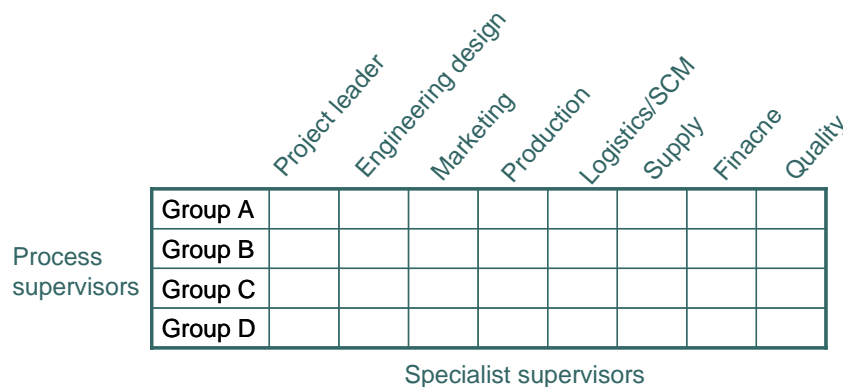 Project leader
Engineering design
Marketing
Production
Logistics/SCM
Supply
Finacne
Quality
Group A
Group B
Group C
Group D
Process
supervisors
Specialist supervisors